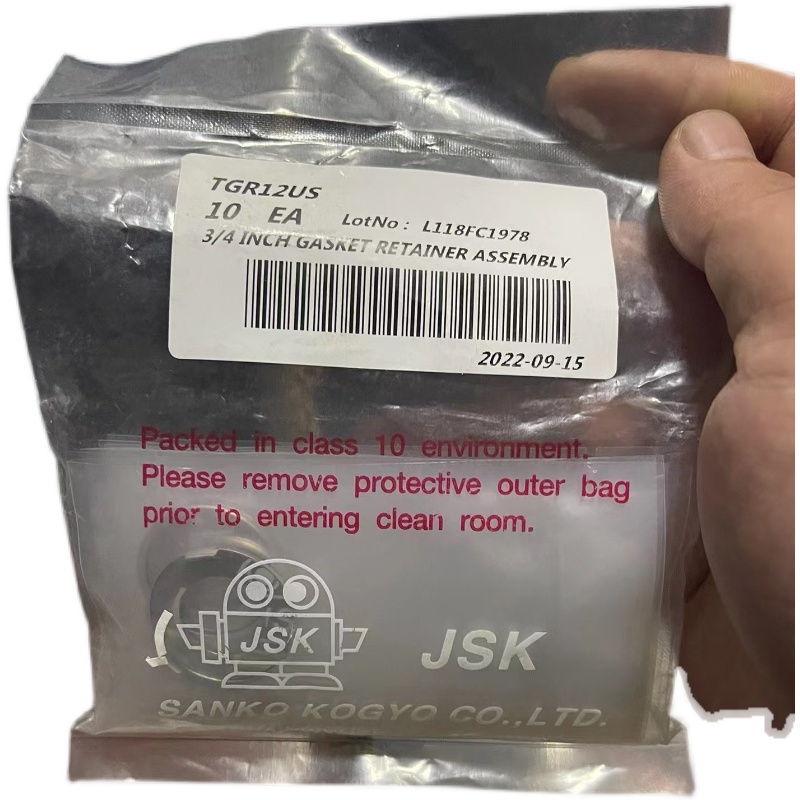 TGR12US
10 EA LotNo : L118FC1978
3/4 INCH GASKET RETAINER ASSEMBLY
2022-09-15
Packed in class 10 environment.
Please remove protective outer bag
prior to entering clean room.
JSK JSK
SANKO KOGYO CO.,LTD.